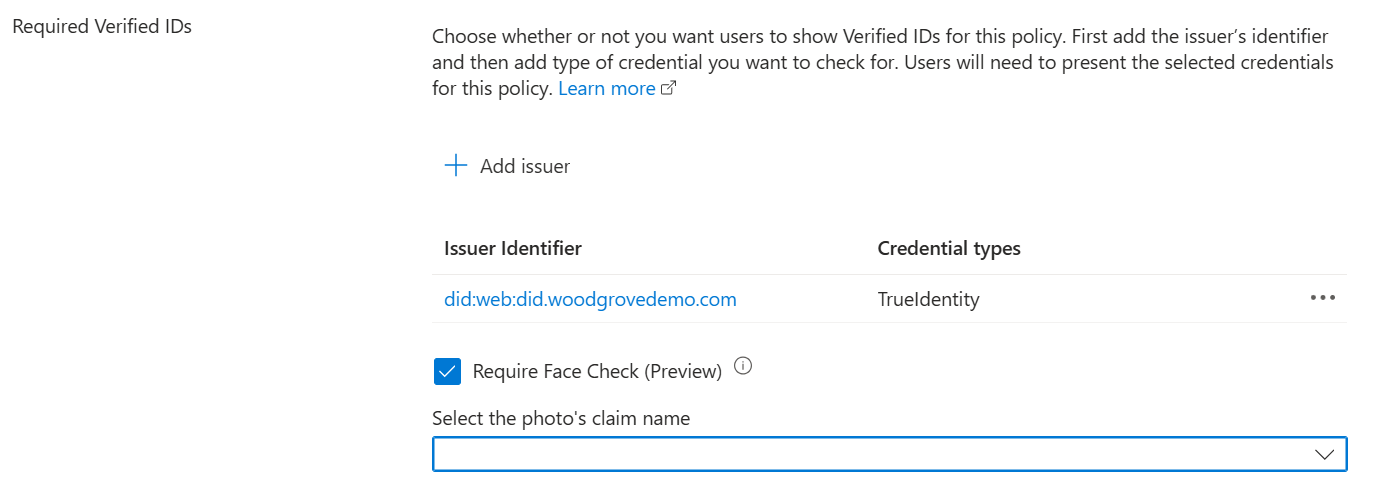 Required Verified IDs
Choose whether or not you want users to show Verified IDs for this policy. First add the issuer's identifier
and then add type of credential you want to check for. Users will need to present the selected credentials
for this policy. Learn more
Add issuer
Issuer Identifier Credential types
did:web:did.woodgrovedemo.com TrueIdentity
Require Face Check (Preview)
Select the photo's claim name